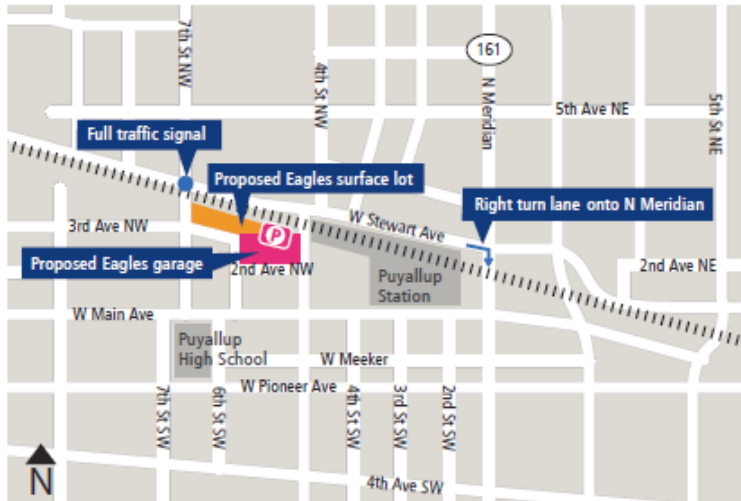 7th St NW
4th St NW
161
N Meridian
5th Ave NE
5th St NE
Full traffic signal
Proposed Eagles surface lot
W Stewart Ave
Right turn lane onto N Meridian
3rd Ave NW
P
Proposed Eagles garage
2nd Ave NW
2nd Ave NE
Puyallup
Station
W Main Ave
Puyallup
High School
W Meeker
W Pioneer Ave
7th St SW
6th St SW
4th St SW
3rd St SW
2nd St SW
4th Ave SW
N